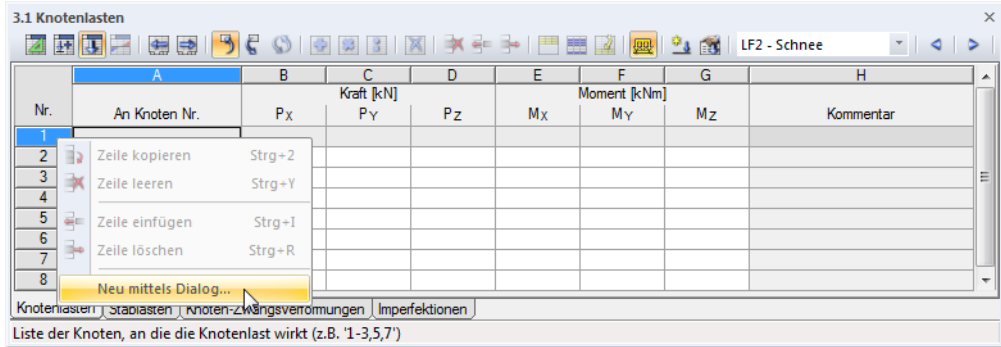 3.1 Knotenlasten
LF2 - Schnee
A B C D E F G H
Kraft [kN] Moment [kNm]
Nr. An Knoten Nr. PX PY PZ MX MY MZ Kommentar
1
2 Zeile kopieren Strg+2
3 Zeile leeren Strg+Y
4
5 Zeile einfügen Strg+I
6
7 Zeile löschen Strg+R
8 Neu mittels Dialog...
Knotenlasten Stablasten Knoten-Zwangsverformungen Imperfektionen
Liste der Knoten, an die die Knotenlast wirkt (z.B. '1-3,5,7')